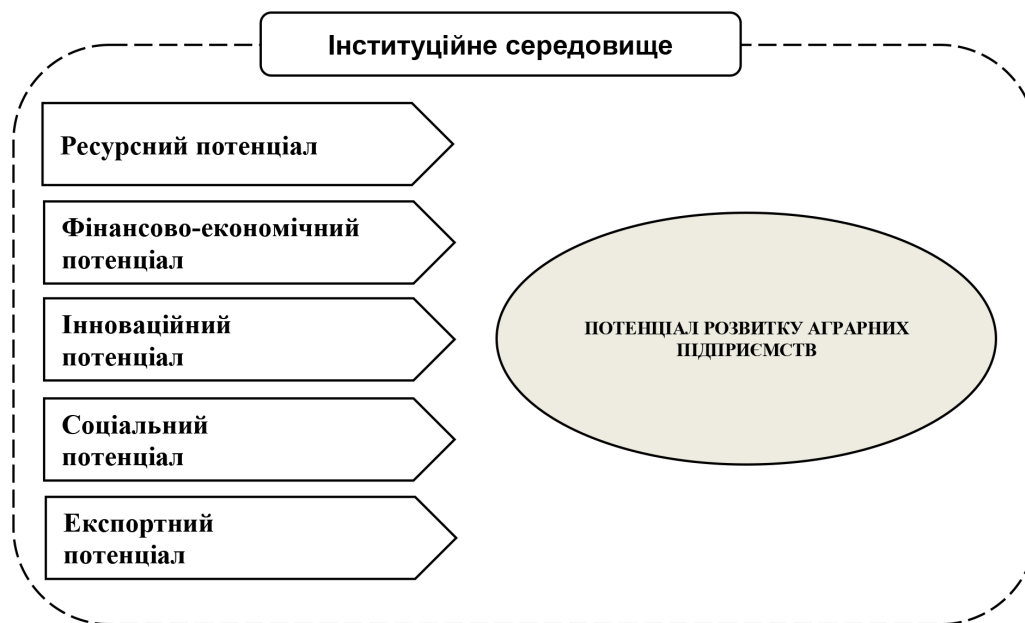 Інституційне середовище
Ресурсний потенціал
Фінансово-економічний
потенціал
Інноваційний
потенціал
Соціальний
потенціал
Експортний
потенціал
ПОТЕНЦІАЛ РОЗВИТКУ АГРАРНИХ
ПІДПРИЄМСТВ